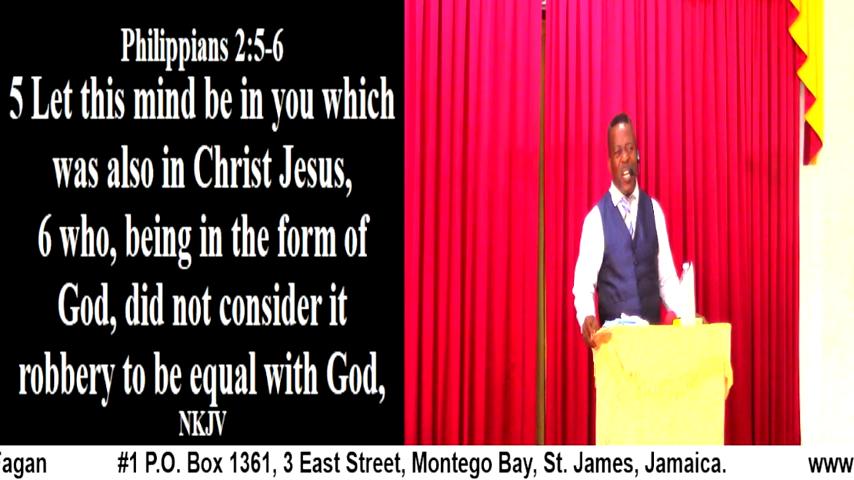 Philippians 2:5-6
5 Let this mind be in you which
was also in Christ Jesus,
6 who, being in the form of
God, did not consider it
robbery to be equal with God,
NKJV
Fagan #1 P.O. Box 1361, 3 East Street, Montego Bay, St. James, Jamaica. www